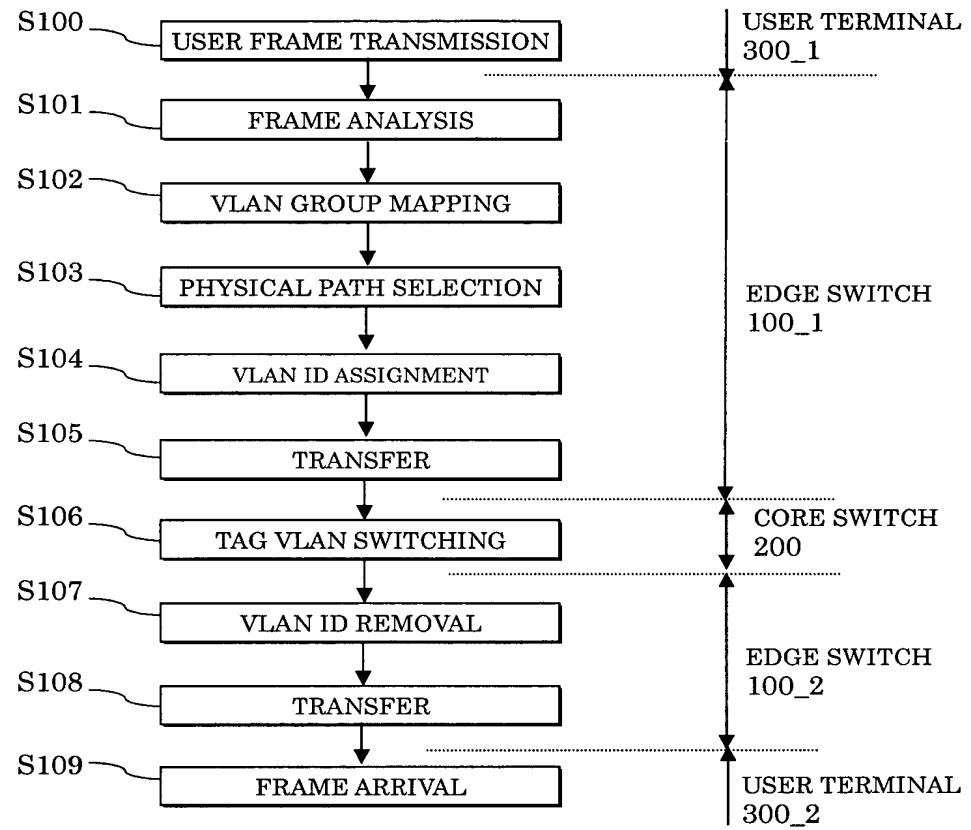 S100
USER FRAME TRANSMISSION
USER TERMINAL
300_1
S101
FRAME ANALYSIS
S102
VLAN GROUP MAPPING
S103
PHYSICAL PATH SELECTION
EDGE SWITCH
100_1
S104
VLAN ID ASSIGNMENT
S105
TRANSFER
S106
TAG VLAN SWITCHING
CORE SWITCH
200
S107
VLAN ID REMOVAL
EDGE SWITCH
100_2
S108
TRANSFER
S109
FRAME ARRIVAL
USER TERMINAL
300_2